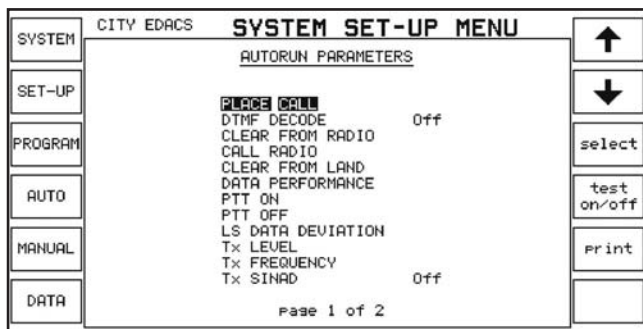 CITY EDACS SYSTEM SET-UP MENU
AUTORUN PARAMETERS
SYSTEM
SET-UP
PROGRAM
AUTO
MANUAL
DATA
PLACE CALL
DTMF DECODE Off
CLEAR FROM RADIO
CALL RADIO
CLEAR FROM LAND
DATA PERFORMANCE
PTT ON
PTT OFF
LS DATA DEVIATION
Tx LEVEL
Tx FREQUENCY
Tx SINAD Off
Page 1 of 2
select
test
on/off
print